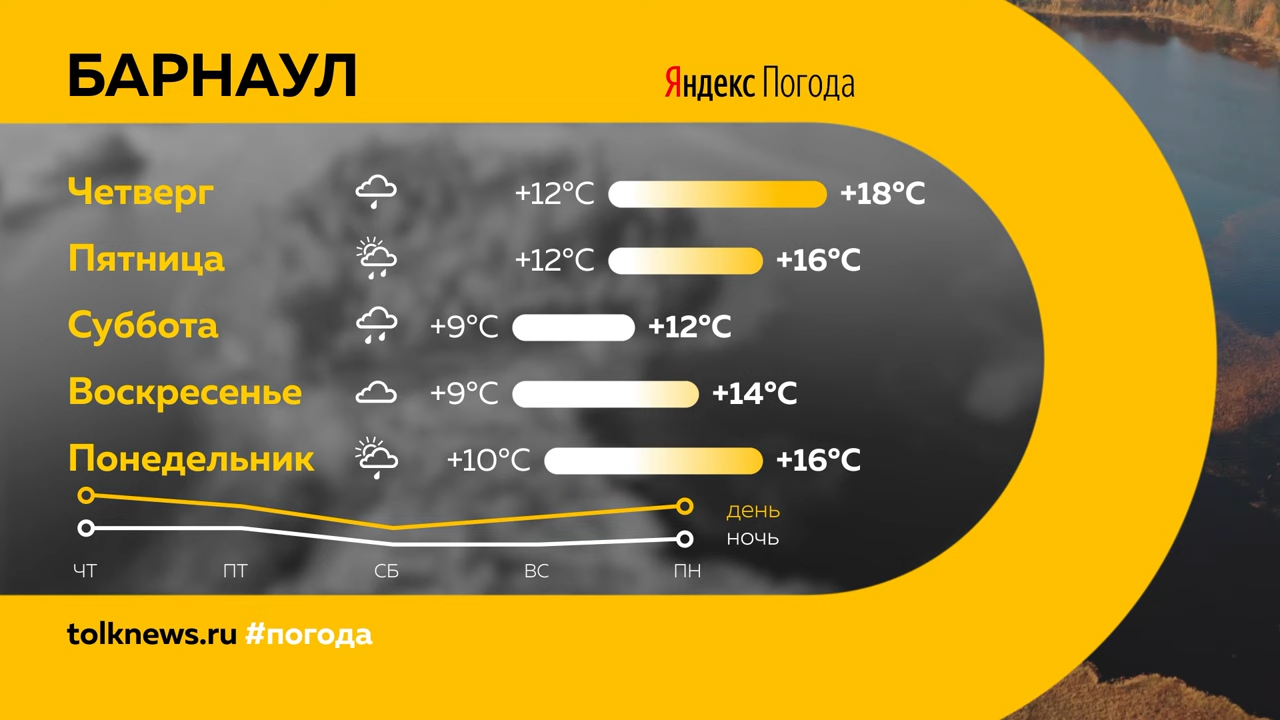 БАРНАУЛ
Яндекс Погода
Четверг +12°C +18°C
Пятница +12°C +16°C
Суббота +9°C +12°C
Воскресенье +9°C +14°C
Понедельник +10°C +16°C
день
ночь
ЧТ ПТ СБ ВС ПН
tolknews.ru #погода